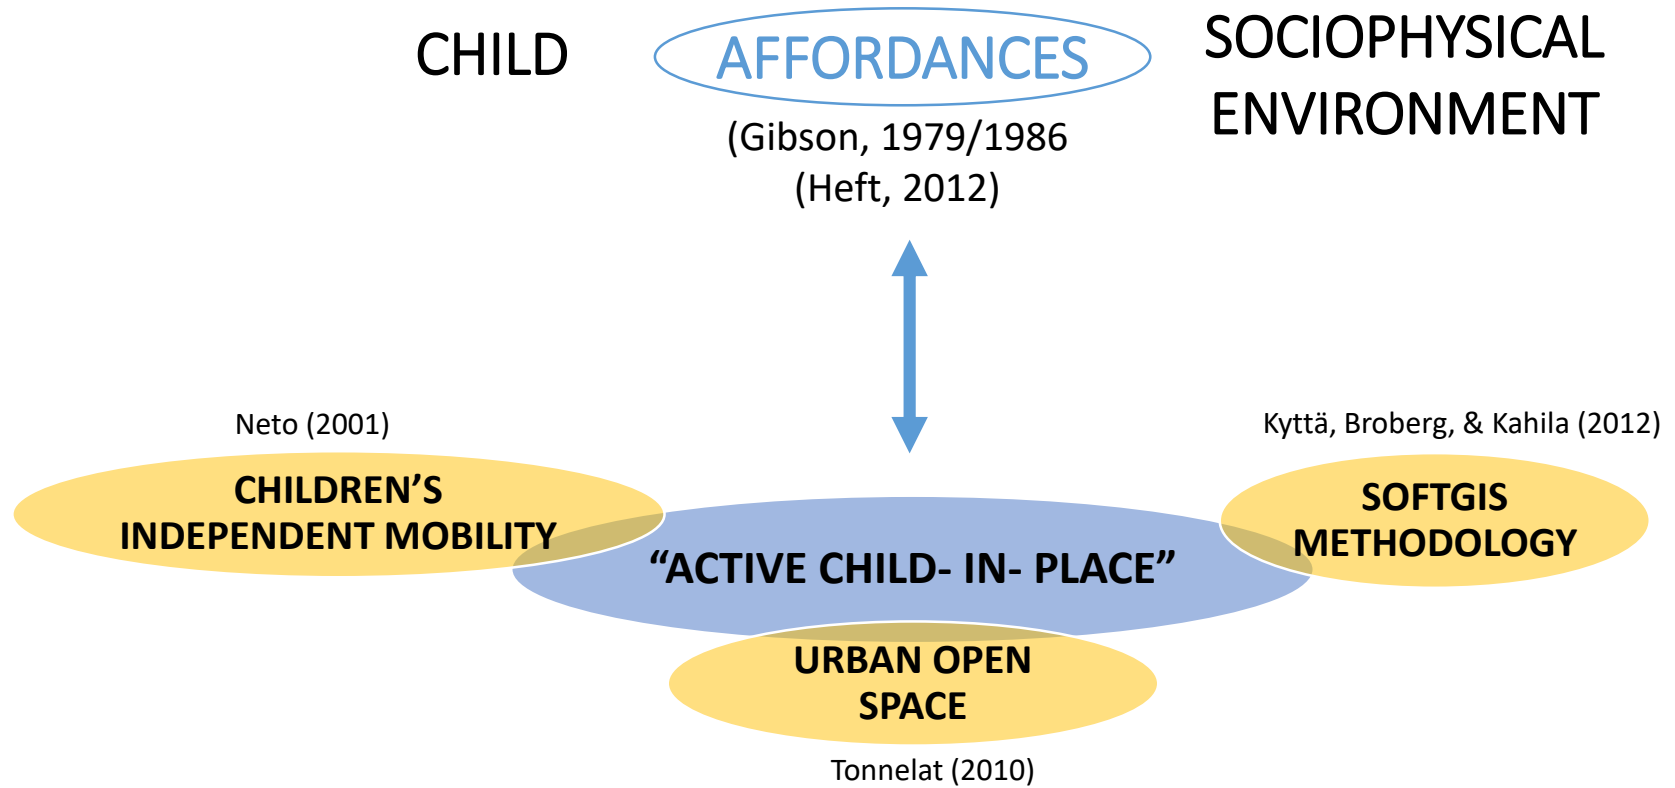 CHILD
AFFORDANCES
SOCIOPHYSICAL
ENVIRONMENT
(Gibson, 1979/1986
(Heft, 2012)
Neto (2001)
CHILDREN’S
INDEPENDENT MOBILITY
Kyttä, Broberg, & Kahila (2012)
SOFTGIS
METHODOLOGY
“ACTIVE CHILD- IN- PLACE”
URBAN OPEN
SPACE
Tonnelat (2010)